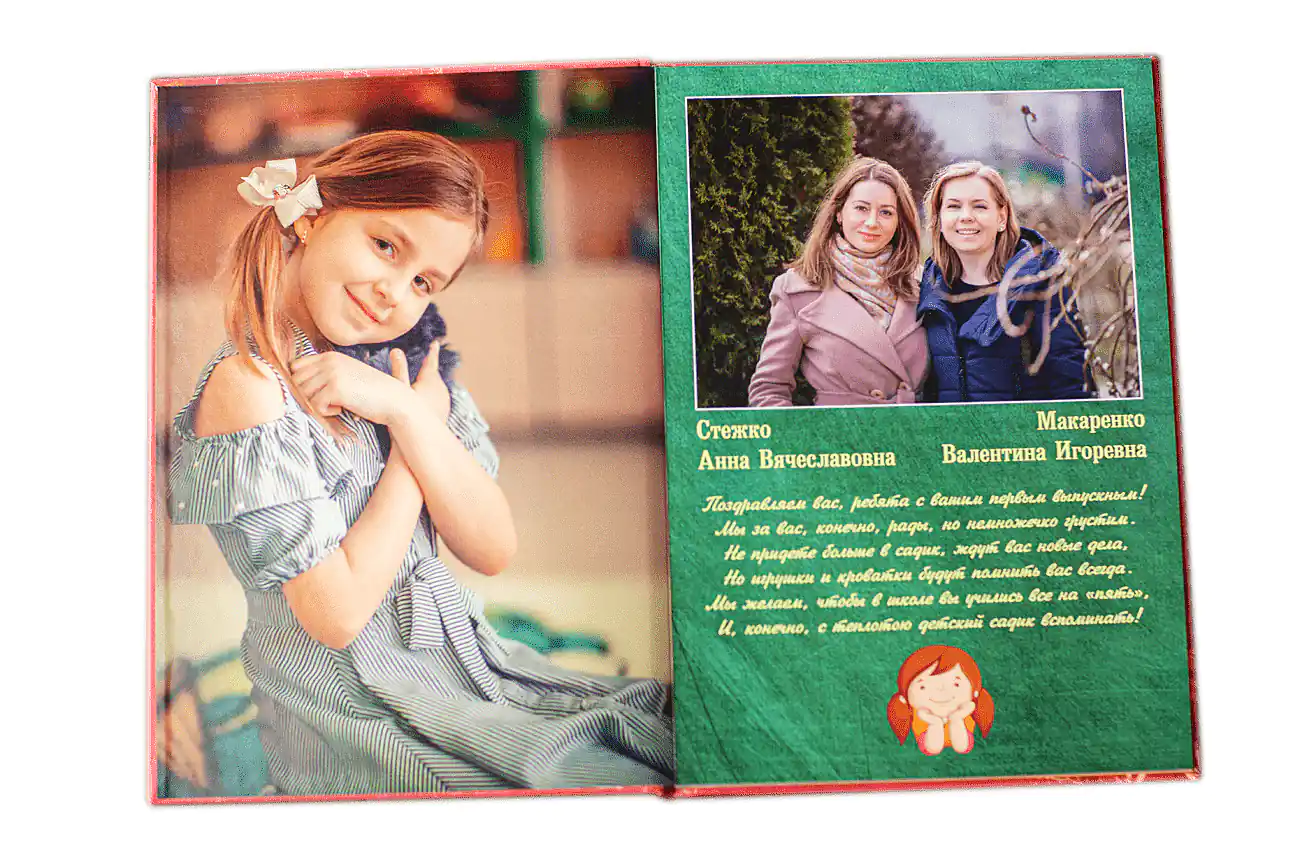 Стежко
Анна Вячеславовна
Макаренко
Валентина Игоревна
Поздравляем вас, ребята с вашим первым выпускным!
Мы за вас, конечно, рады, но немножечко грустим.
Не придете больше в садик, ждут вас новые дела,
Но игрушки и кроватки будут помнить вас всегда.
Мы желаем, чтобы в школе вы учились все на «пять»,
И, конечно, с теплотою детский садик вспоминать!